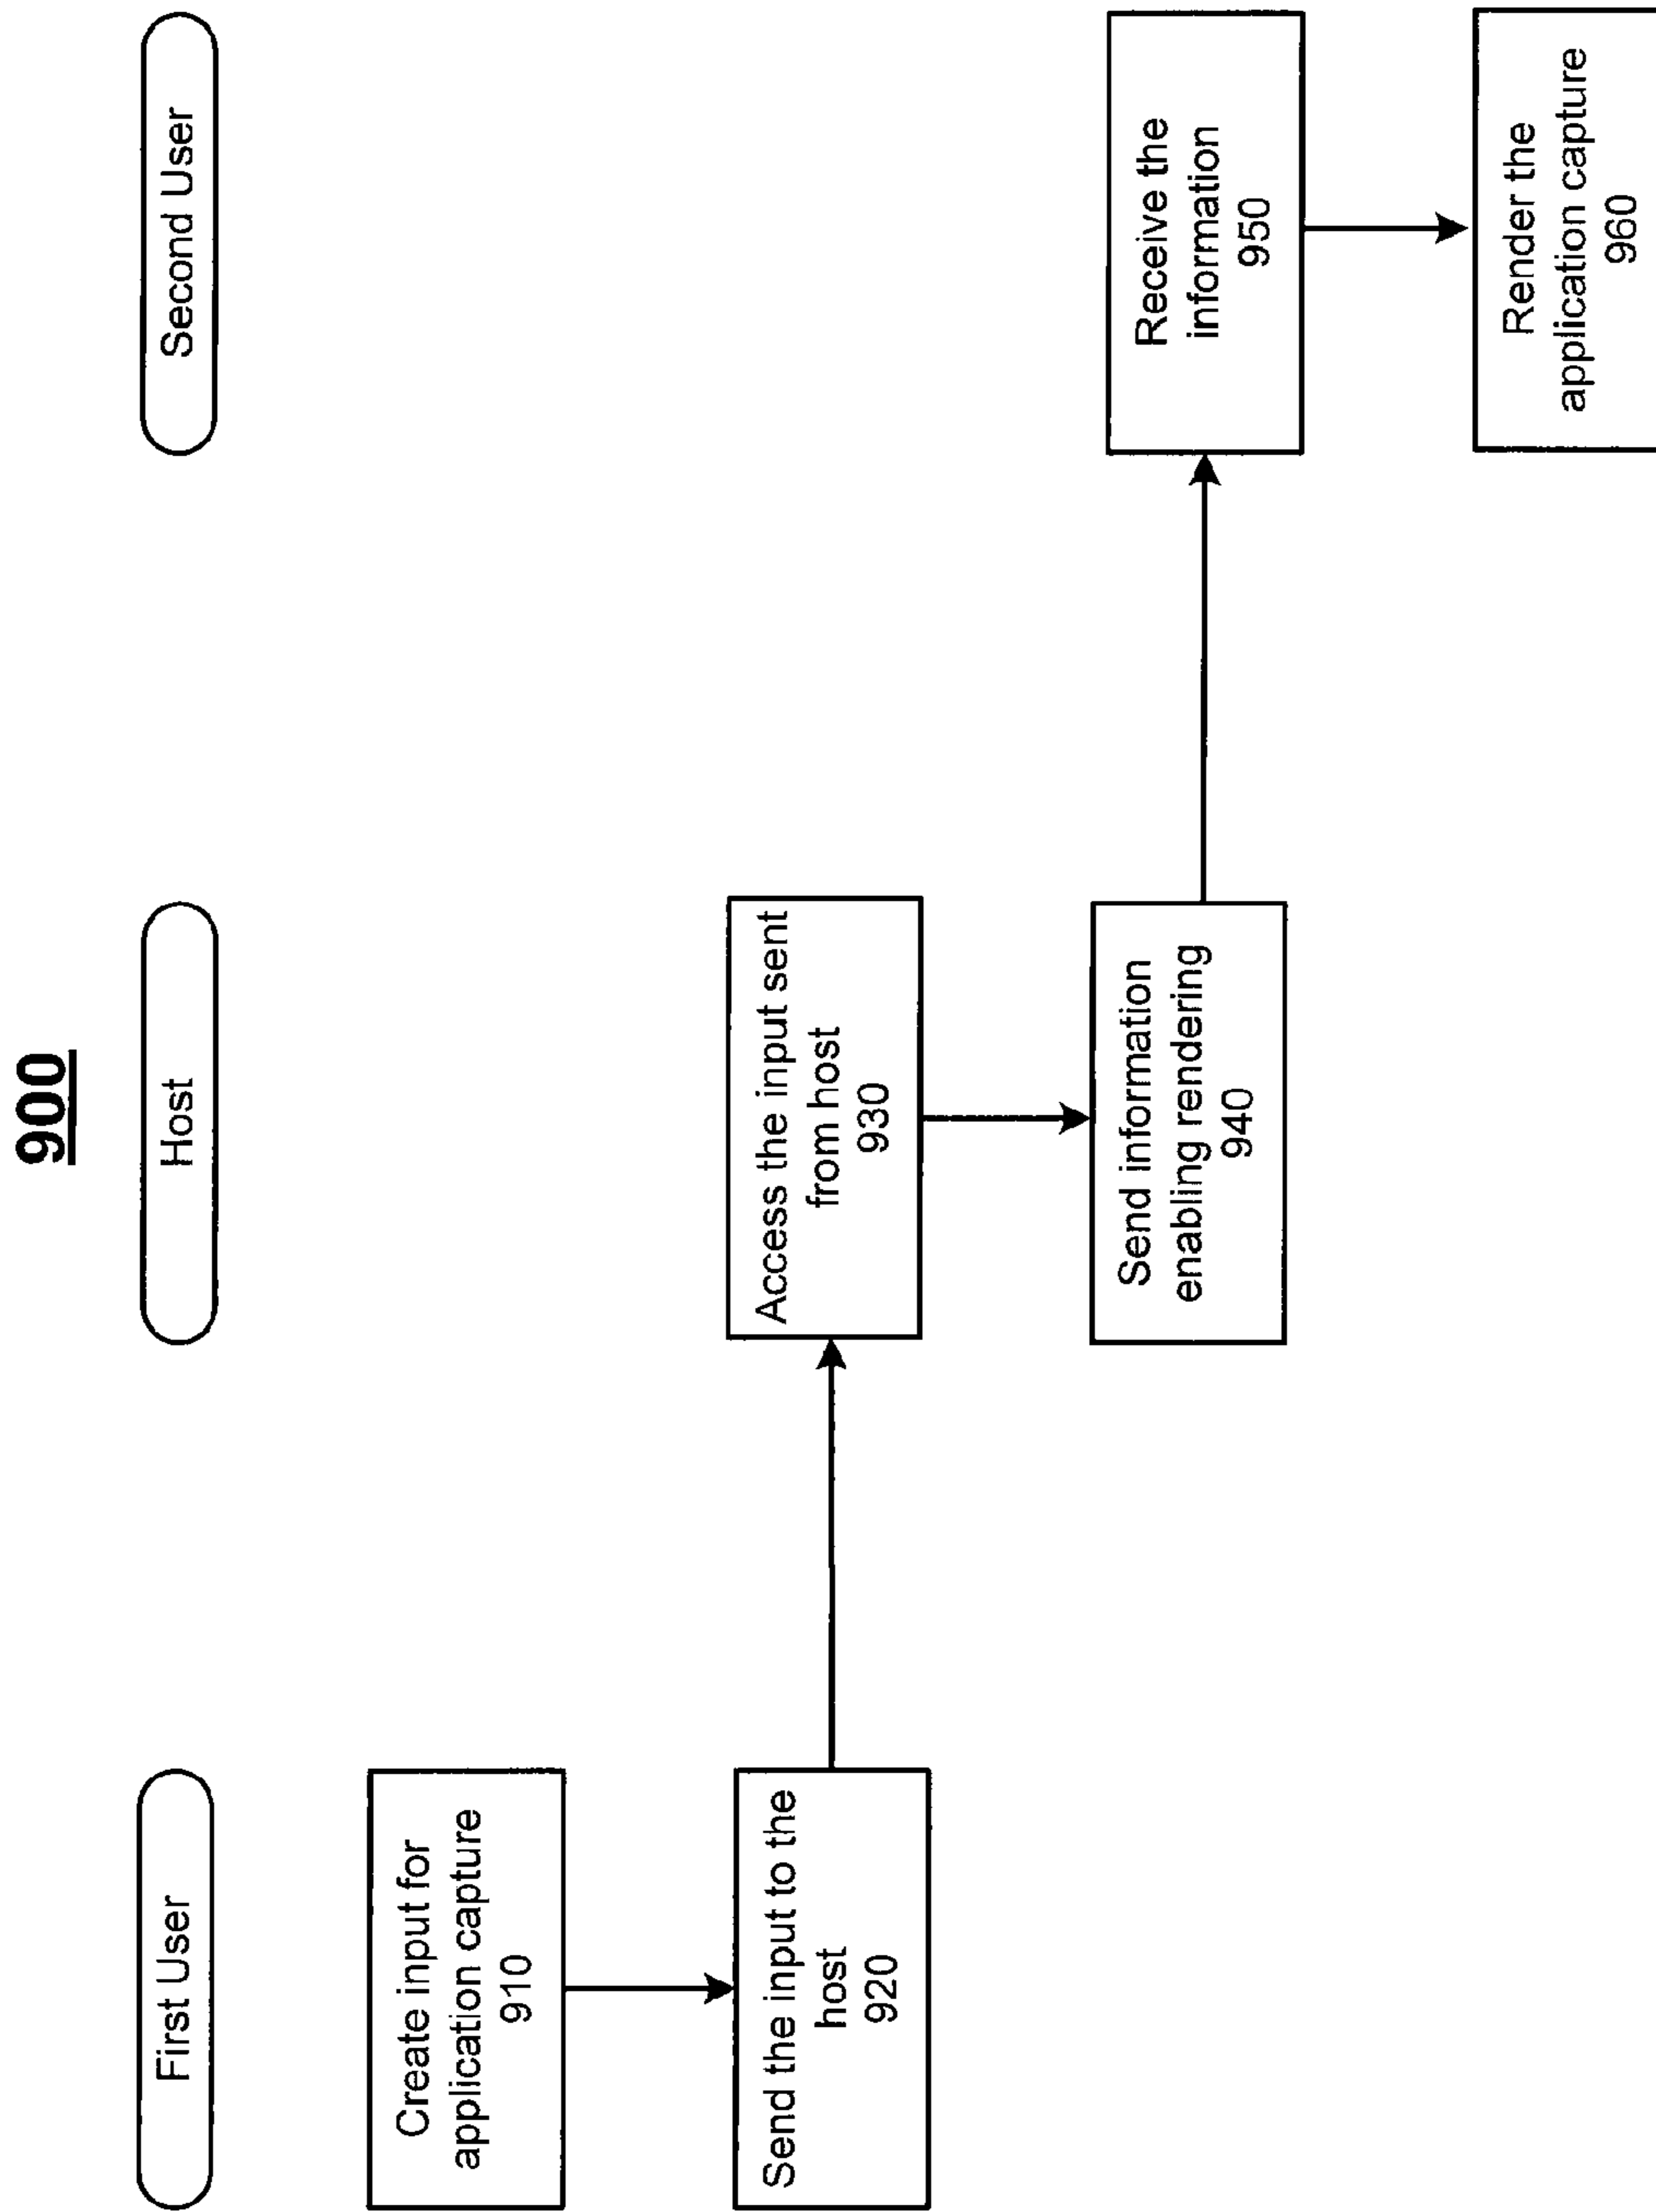 900
First User
Host
Second User
Create input for
application capture
910
Send the input to the
host
920
Access the input sent
from host
930
Send information
enabling rendering
940
Receive the
information
950
Render the
application capture
960